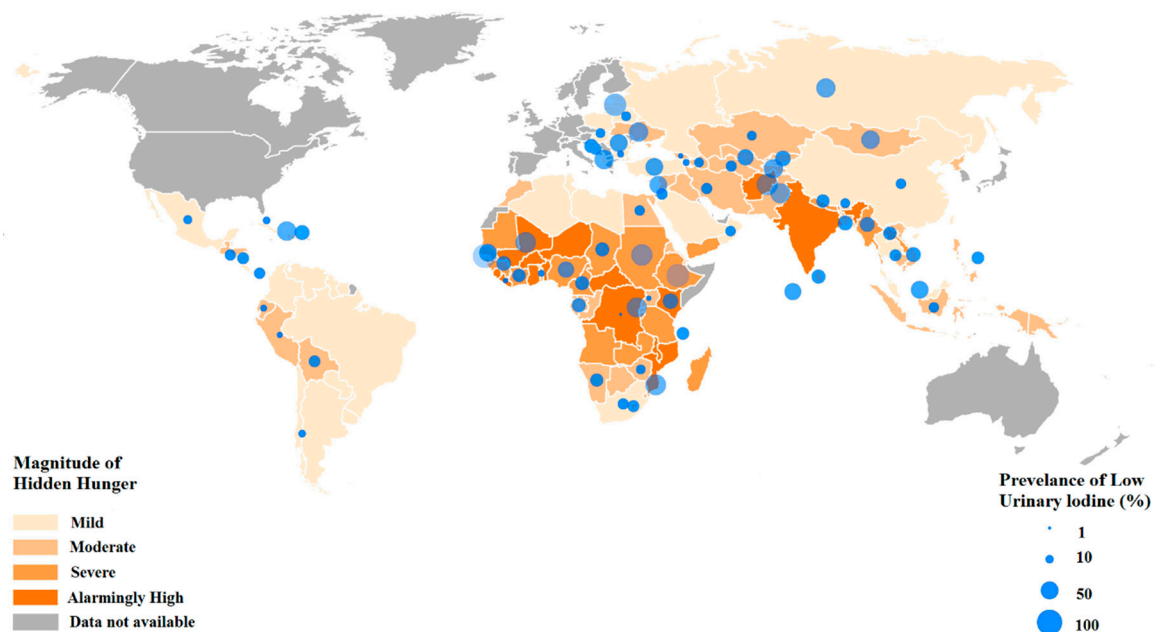 Magnitude of
Hidden Hunger
Mild
Moderate
Severe
Alarmingly High
Data not available
Prevelance of Low
Urinary lodine (%)
1
10
50
100